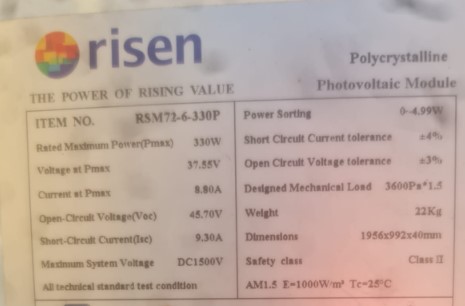 risen
Polycrystalline
Photovoltaic Module
THE POWER OF RISING VALUE
ITEM NO. RSM72-6-330P
Rated Maximum Power(Pmax) 330W
Voltage at Pmax 37.55V
Current at Pmax 8.80A
Open-Circuit Voltage(Voc) 45.70V
Short-Circuit Current(Isc) 9.30A
Maximum System Voltage DC1500V
All technical standard test condition
Power Sorting 0~4.99W
Short Circuit Current tolerance ±4%
Open Circuit Voltage tolerance ±3%
Designed Mechanical Load 3600Pa*1.5
Weight 22Kg
Dimensions 1956x992x40mm
Safety class Class II
AM1.5 E=1000W/m² Tc=25°C